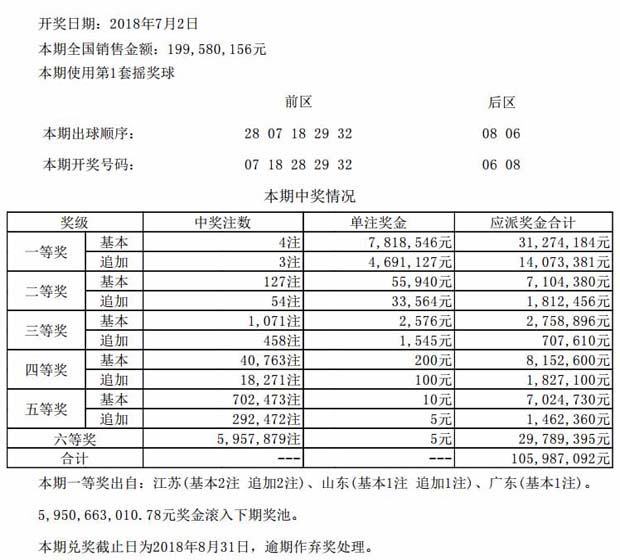 开奖日期：2018年7月2日
本期全国销售金额：199,580,156元
本期使用第1套摇奖球
前区 后区
本期出球顺序： 28 07 18 29 32 08 06
本期开奖号码： 07 18 28 29 32 06 08
本期中奖情况
奖级 中奖注数 单注奖金 应派奖金合计
一等奖 基本 4注 7,818,546元 31,274,184元
追加 3注 4,691,127元 14,073,381元
二等奖 基本 127注 55,940元 7,104,380元
追加 54注 33,564元 1,812,456元
三等奖 基本 1,071注 2,576元 2,758,896元
追加 458注 1,545元 707,610元
四等奖 基本 40,763注 200元 8,152,600元
追加 18,271注 100元 1,827,100元
五等奖 基本 702,473注 10元 7,024,730元
追加 292,472注 5元 1,462,360元
六等奖 5,957,879注 5元 29,789,395元
合计 --- --- 105,987,092元
本期一等奖出自：江苏(基本2注 追加2注)、山东(基本1注 追加1注)、广东(基本1注)。
5,950,663,010.78元奖金滚入下期奖池。
本期兑奖截止日为2018年8月31日，逾期作弃奖处理。